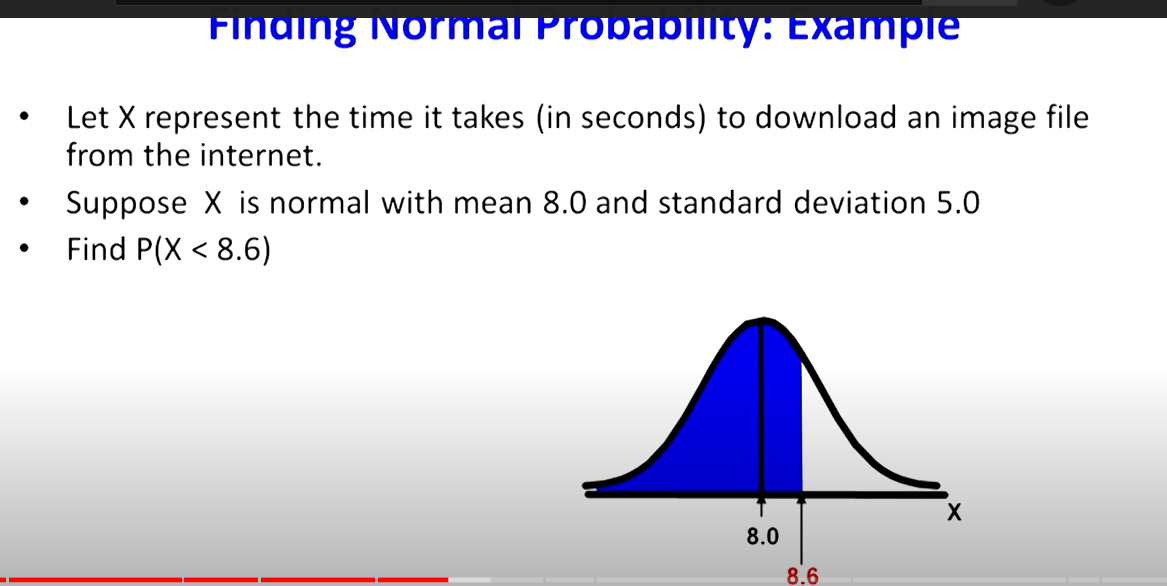 Finding Normal Probability: Example
• Let X represent the time it takes (in seconds) to download an image file
from the internet.
• Suppose X is normal with mean 8.0 and standard deviation 5.0
• Find P(X < 8.6)
X
8.0
8.6